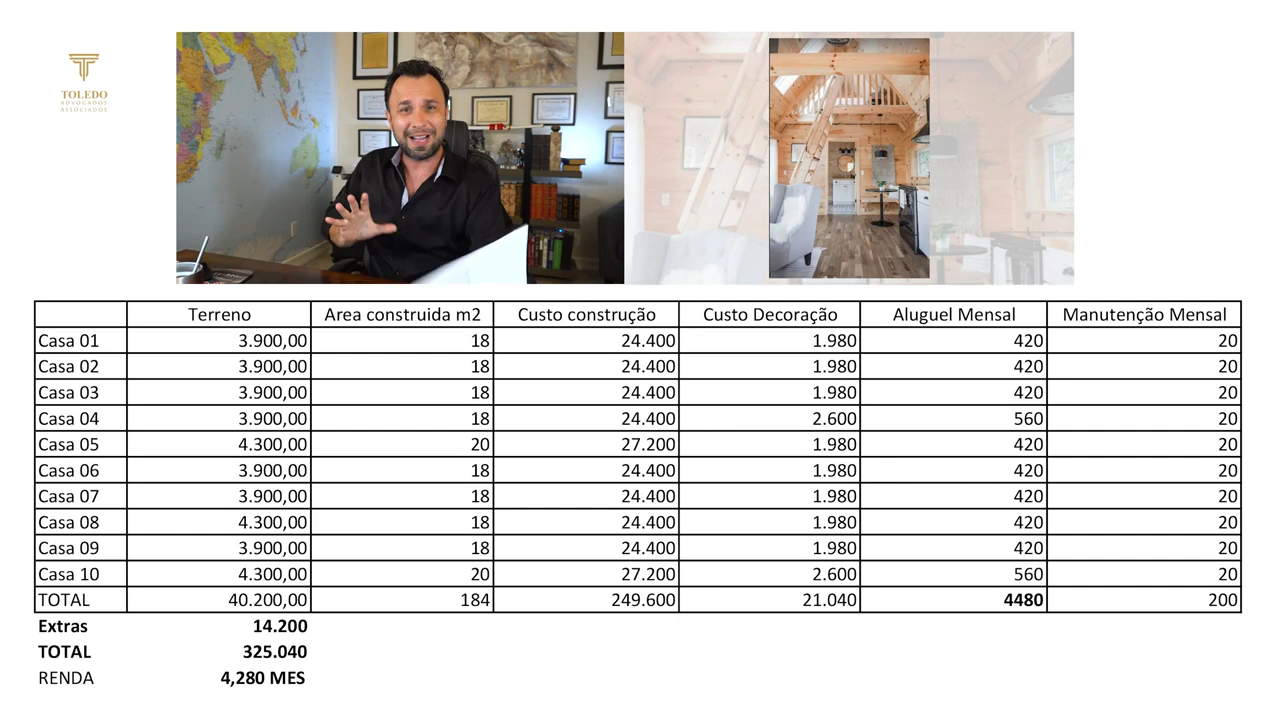 TOLEDO
ADVOGADOS
ASSOCIADOS
Terreno Area construida m2 Custo construção Custo Decoração Aluguel Mensal Manutenção Mensal
Casa 01 3.900,00 18 24.400 1.980 420 20
Casa 02 3.900,00 18 24.400 1.980 420 20
Casa 03 3.900,00 18 24.400 1.980 420 20
Casa 04 3.900,00 18 24.400 2.600 560 20
Casa 05 4.300,00 20 27.200 1.980 420 20
Casa 06 3.900,00 18 24.400 1.980 420 20
Casa 07 3.900,00 18 24.400 1.980 420 20
Casa 08 4.300,00 18 24.400 1.980 420 20
Casa 09 3.900,00 18 24.400 1.980 420 20
Casa 10 4.300,00 20 27.200 2.600 560 20
TOTAL 40.200,00 184 249.600 21.040 4480 200
Extras 14.200
TOTAL 325.040
RENDA 4,280 MES